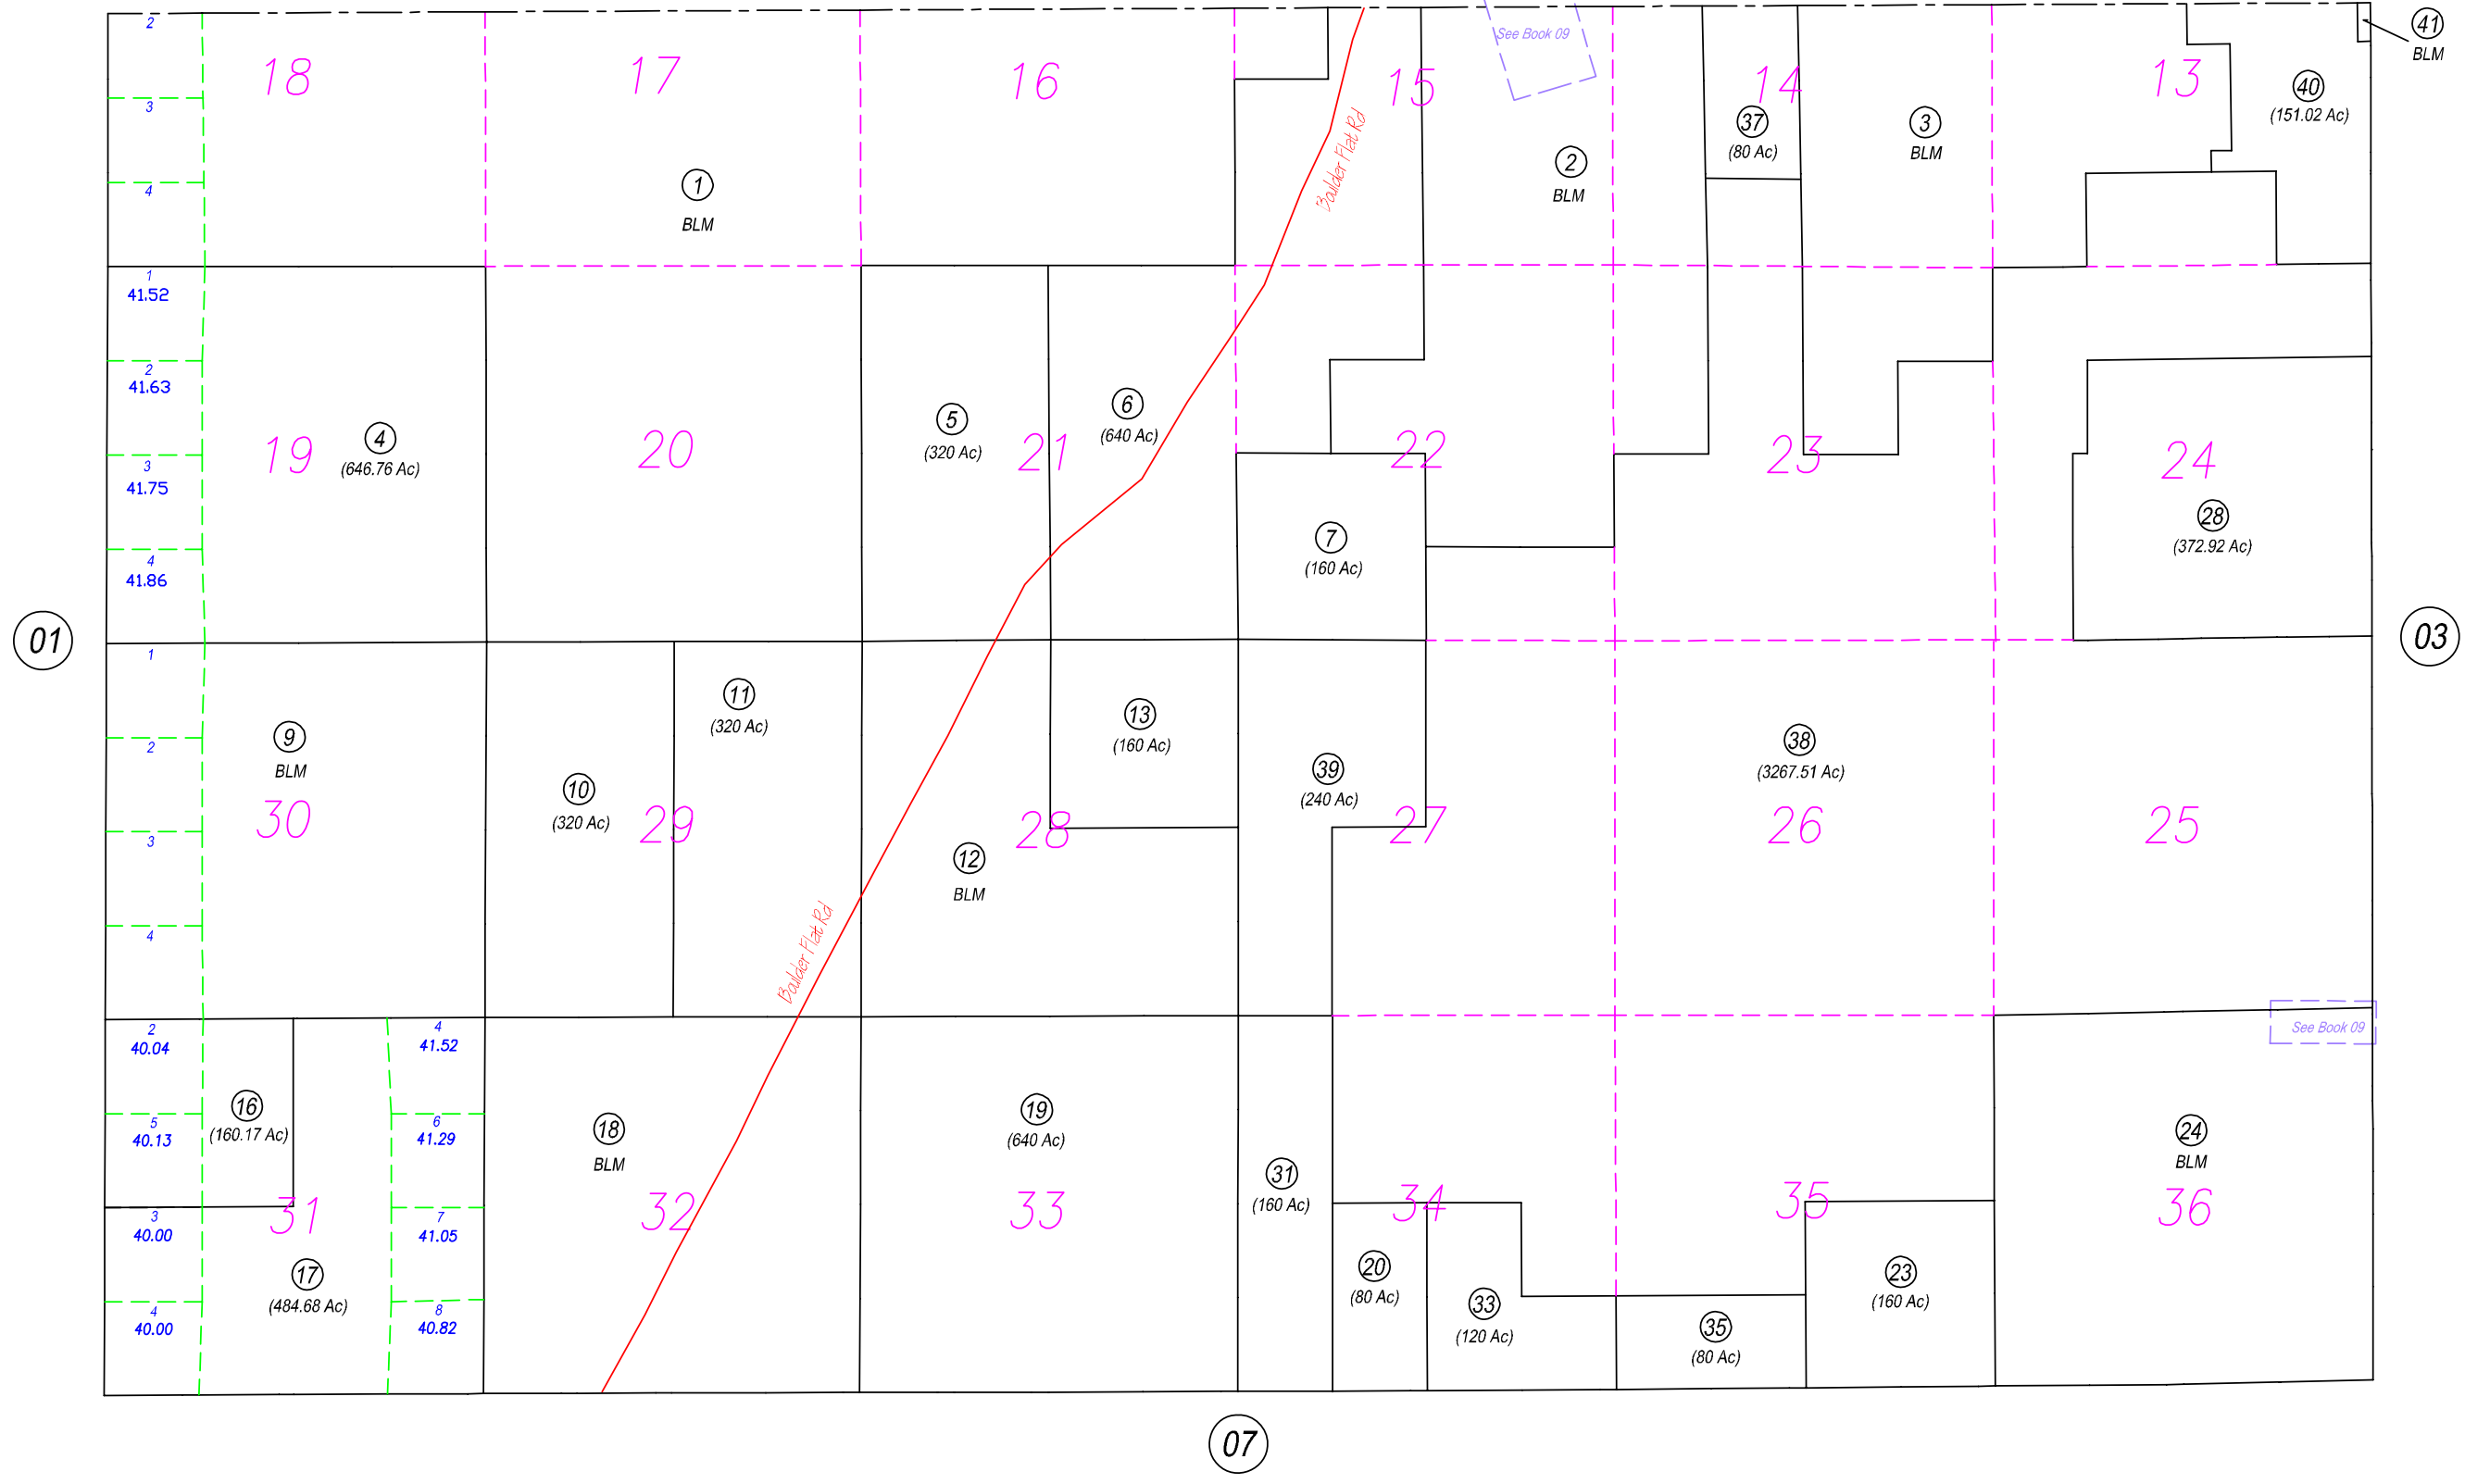 2
3
4
18
17
16
15
See Book 09
14
13
41
BLM
37
(80 Ac)
3
BLM
40
(151.02 Ac)
1
BLM
2
BLM
Boulder Flat Rd
1
41.52
2
41.63
3
41.75
4
41.86
19
4
(646.76 Ac)
20
5
(320 Ac)
21
6
(640 Ac)
22
7
(160 Ac)
23
24
28
(372.92 Ac)
01
03
1
2
3
4
9
BLM
30
10
(320 Ac)
29
11
(320 Ac)
12
BLM
28
13
(160 Ac)
39
(240 Ac)
27
38
(3267.51 Ac)
26
25
Boulder Flat Rd
See Book 09
2
40.04
5
40.13
3
40.00
4
40.00
16
(160.17 Ac)
31
17
(484.68 Ac)
4
41.52
6
41.29
7
41.05
8
40.82
18
BLM
32
19
(640 Ac)
33
31
(160 Ac)
34
20
(80 Ac)
33
(120 Ac)
35
35
(80 Ac)
23
(160 Ac)
24
BLM
36
07